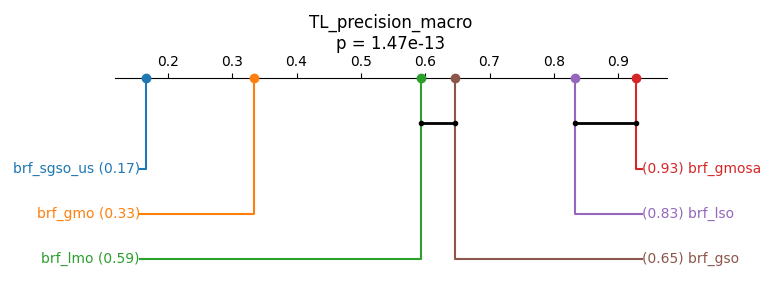 TL_precision_macro
p = 1.47e-13
0.2 0.3 0.4 0.5 0.6 0.7 0.8 0.9
brf_sgso_us (0.17) (0.93) brf_gmosa
brf_gmo (0.33) (0.83) brf_lso
brf_lmo (0.59) (0.65) brf_gso